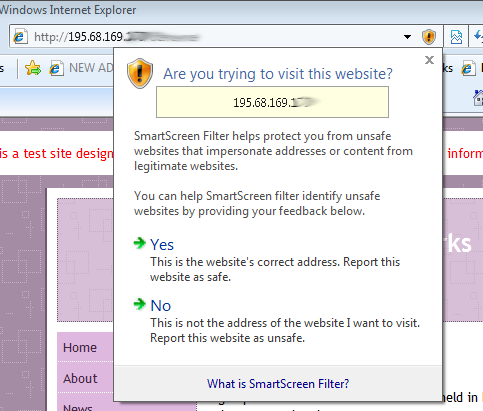 Windows Internet Explorer
http://195.68.169.
NEW AD
ks
Are you trying to visit this website?
195.68.169.
is a test site design
inform
SmartScreen Filter helps protect you from unsafe
websites that impersonate addresses or content from
legitimate websites.
You can help SmartScreen filter identify unsafe
websites by providing your feedback below.
rks
Yes
This is the website's correct address. Report this
website as safe.
No
This is not the address of the website I want to visit.
Report this website as unsafe.
Home
About
News
What is SmartScreen Filter?
held in